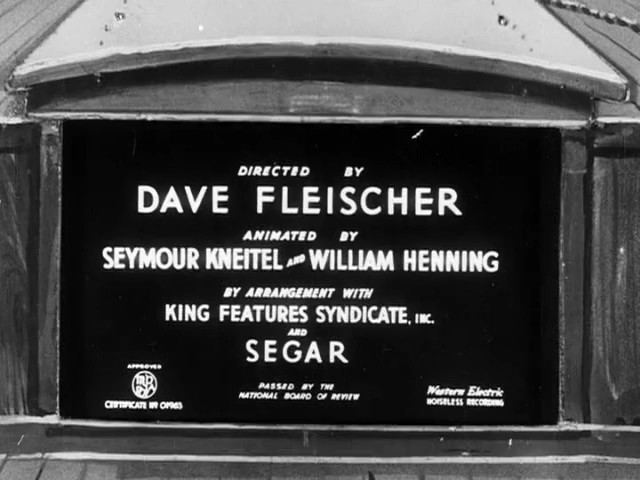 DIRECTED BY
DAVE FLEISCHER
ANIMATED BY
SEYMOUR KNEITEL AND WILLIAM HENNING
BY ARRANGEMENT WITH
KING FEATURES SYNDICATE, INC.
AND
SEGAR
APPROVED
CERTIFICATE № 01983
PASSED BY THE
NATIONAL BOARD OF REVIEW
Western Electric
NOISELESS RECORDING